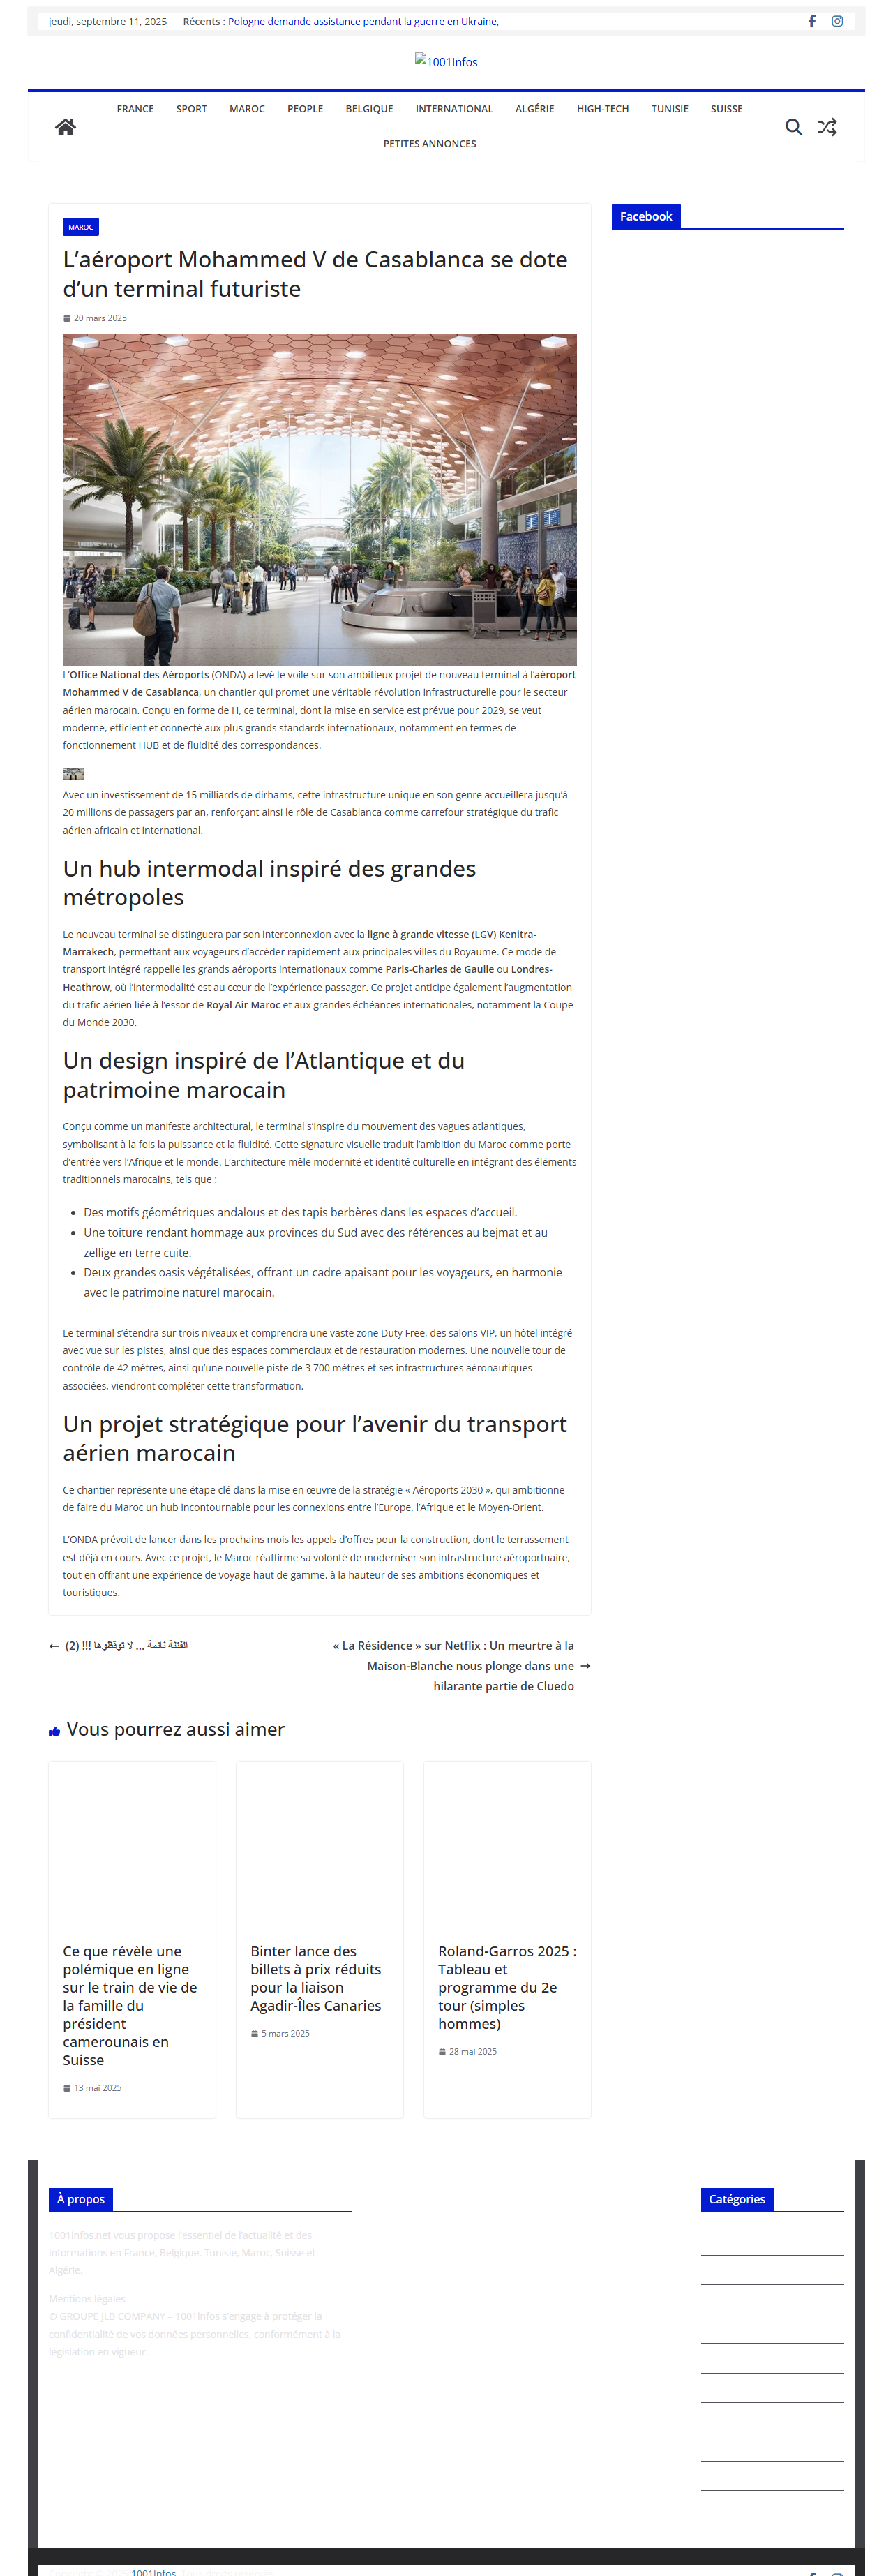 jeudi, septembre 11, 2025 Récents : Pologne demande assistance pendant la guerre en Ukraine,
1001Infos
FRANCE SPORT MAROC PEOPLE BELGIQUE INTERNATIONAL ALGÉRIE HIGH-TECH TUNISIE SUISSE
PETITES ANNONCES
MAROC
L’aéroport Mohammed V de Casablanca se dote
d’un terminal futuriste
20 mars 2025
L’Office National des Aéroports (ONDA) a levé le voile sur son ambitieux projet de nouveau terminal à l’aéroport
Mohammed V de Casablanca, un chantier qui promet une véritable révolution infrastructurelle pour le secteur
aérien marocain. Conçu en forme de H, ce terminal, dont la mise en service est prévue pour 2029, se veut
moderne, efficient et connecté aux plus grands standards internationaux, notamment en termes de
fonctionnement HUB et de fluidité des correspondances.
Avec un investissement de 15 milliards de dirhams, cette infrastructure unique en son genre accueillera jusqu’à
20 millions de passagers par an, renforçant ainsi le rôle de Casablanca comme carrefour stratégique du trafic
aérien africain et international.
Un hub intermodal inspiré des grandes
métropoles
Le nouveau terminal se distinguera par son interconnexion avec la ligne à grande vitesse (LGV) Kenitra-
Marrakech, permettant aux voyageurs d’accéder rapidement aux principales villes du Royaume. Ce mode de
transport intégré rappelle les grands aéroports internationaux comme Paris-Charles de Gaulle ou Londres-
Heathrow, où l’intermodalité est au cœur de l’expérience passager. Ce projet anticipe également l’augmentation
du trafic aérien liée à l’essor de Royal Air Maroc et aux grandes échéances internationales, notamment la Coupe
du Monde 2030.
Un design inspiré de l’Atlantique et du
patrimoine marocain
Conçu comme un manifeste architectural, le terminal s’inspire du mouvement des vagues atlantiques,
symbolisant à la fois la puissance et la fluidité. Cette signature visuelle traduit l’ambition du Maroc comme porte
d’entrée vers l’Afrique et le monde. L’architecture mêle modernité et identité culturelle en intégrant des éléments
traditionnels marocains, tels que :
Des motifs géométriques andalous et des tapis berbères dans les espaces d’accueil.
Une toiture rendant hommage aux provinces du Sud avec des références au bejmat et au
zellige en terre cuite.
Deux grandes oasis végétalisées, offrant un cadre apaisant pour les voyageurs, en harmonie
avec le patrimoine naturel marocain.
Le terminal s’étendra sur trois niveaux et comprendra une vaste zone Duty Free, des salons VIP, un hôtel intégré
avec vue sur les pistes, ainsi que des espaces commerciaux et de restauration modernes. Une nouvelle tour de
contrôle de 42 mètres, ainsi qu’une nouvelle piste de 3 700 mètres et ses infrastructures aéronautiques
associées, viendront compléter cette transformation.
Un projet stratégique pour l’avenir du transport
aérien marocain
Ce chantier représente une étape clé dans la mise en œuvre de la stratégie « Aéroports 2030 », qui ambitionne
de faire du Maroc un hub incontournable pour les connexions entre l’Europe, l’Afrique et le Moyen-Orient.
L’ONDA prévoit de lancer dans les prochains mois les appels d’offres pour la construction, dont le terrassement
est déjà en cours. Avec ce projet, le Maroc réaffirme sa volonté de moderniser son infrastructure aéroportuaire,
tout en offrant une expérience de voyage haut de gamme, à la hauteur de ses ambitions économiques et
touristiques.
← الفتنة نائمة … لا توقظوها !!! (2)
« La Résidence » sur Netflix : Un meurtre à la
Maison-Blanche nous plonge dans une →
hilarante partie de Cluedo
Vous pourrez aussi aimer
Ce que révèle une
polémique en ligne
sur le train de vie de
la famille du
président
camerounais en
Suisse
13 mai 2025
Binter lance des
billets à prix réduits
pour la liaison
Agadir-Îles Canaries
5 mars 2025
Roland-Garros 2025 :
Tableau et
programme du 2e
tour (simples
hommes)
28 mai 2025
Facebook
À propos
1001infos.net vous propose l’essentiel de l’actualité et des
informations en France, Belgique, Tunisie, Maroc, Suisse et
Algérie.
Mentions légales
© GROUPE JLB COMPANY – 1001infos s’engage à protéger la
confidentialité de vos données personnelles, conformément à la
législation en vigueur.
Catégories
Copyright © 2025 1001Infos.